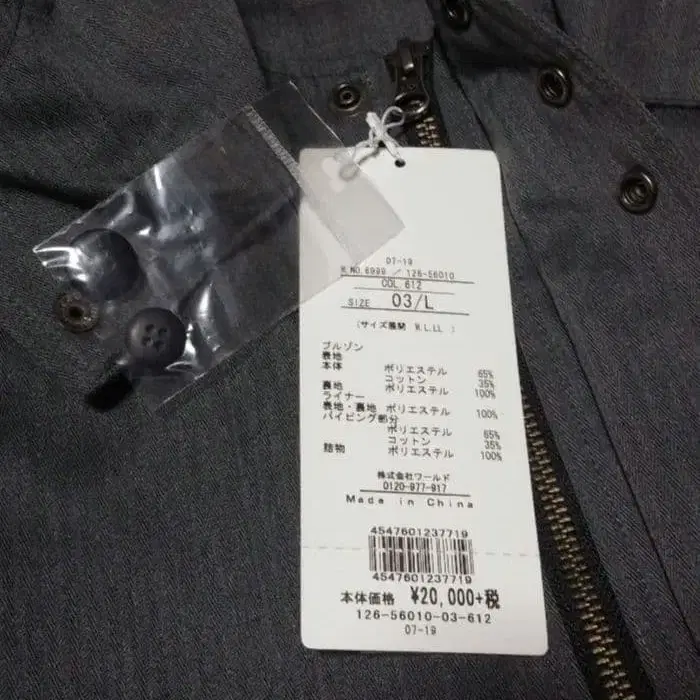 07-19
K.NO.6999 / 126-56010
COL.612
SIZE 03/L
(サイズ展開 M.L.LL )
ブルゾン
表地
本体 ポリエステル 65%
コットン 35%
裏地 ポリエステル 100%
ライナー
表地・裏地 ポリエステル 100%
パイピング部分
ポリエステル 65%
コットン 35%
詰物 ポリエステル 100%
株式会社ワールド
0120-977-917
Made in China
4547601237719
4547601237719
本体価格 ¥20,000+税
126-56010-03-612
07-19